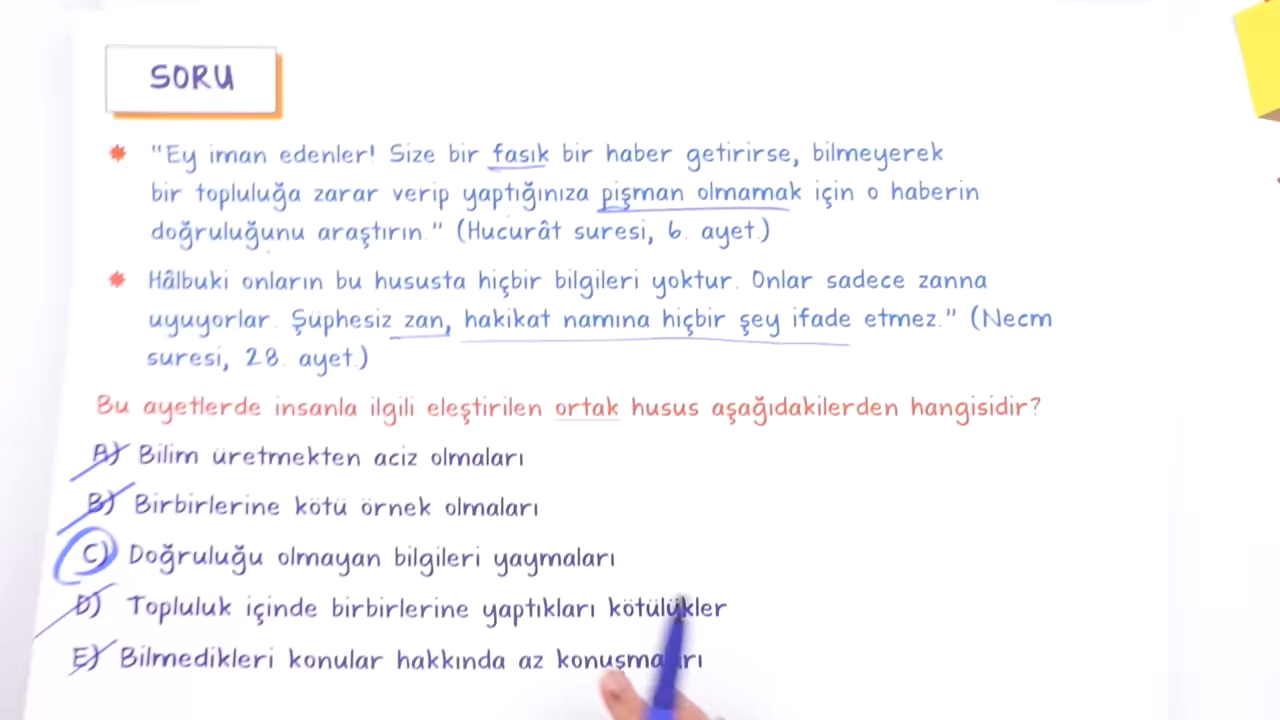 SORU
"Ey iman edenler! Size bir fasık bir haber getirirse, bilmeyerek
bir topluluğa zarar verip yaptığınıza pişman olmamak için o haberin
doğruluğunu araştırın." (Hucurât suresi, 6. ayet.)
Hâlbuki onların bu hususta hiçbir bilgileri yoktur. Onlar sadece zanna
uyuyorlar. Şüphesiz zan, hakikat namına hiçbir şey ifade etmez." (Necm
suresi, 28. ayet.)
Bu ayetlerde insanla ilgili eleştirilen ortak husus aşağıdakilerden hangisidir?
A) Bilim üretmekten aciz olmaları
B) Birbirlerine kötü örnek olmaları
C) Doğruluğu olmayan bilgileri yaymaları
D) Topluluk içinde birbirlerine yaptıkları kötülükler
E) Bilmedikleri konular hakkında az konuşmaları